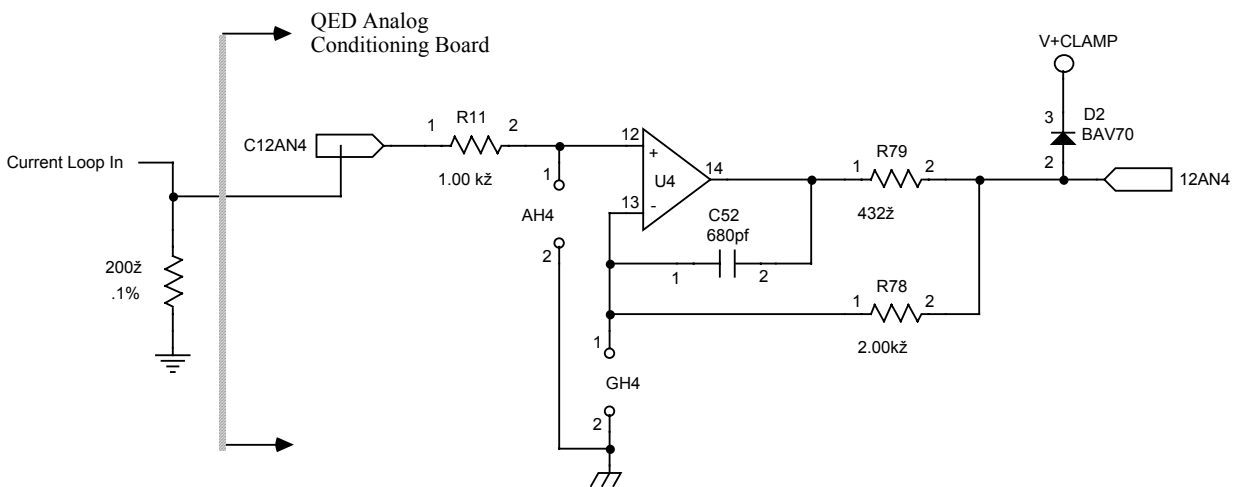 QED Analog
Conditioning Board
V+CLAMP
3
D2
BAV70
2
C12AN4
1
R11
2
1.00 kž
Current Loop In
12
+
U4
14
13
-
1
R79
2
432ž
12AN4
1
AH4
2
C52
680pf
1
2
200ž
.1%
1
R78
2
2.00kž
1
GH4
2